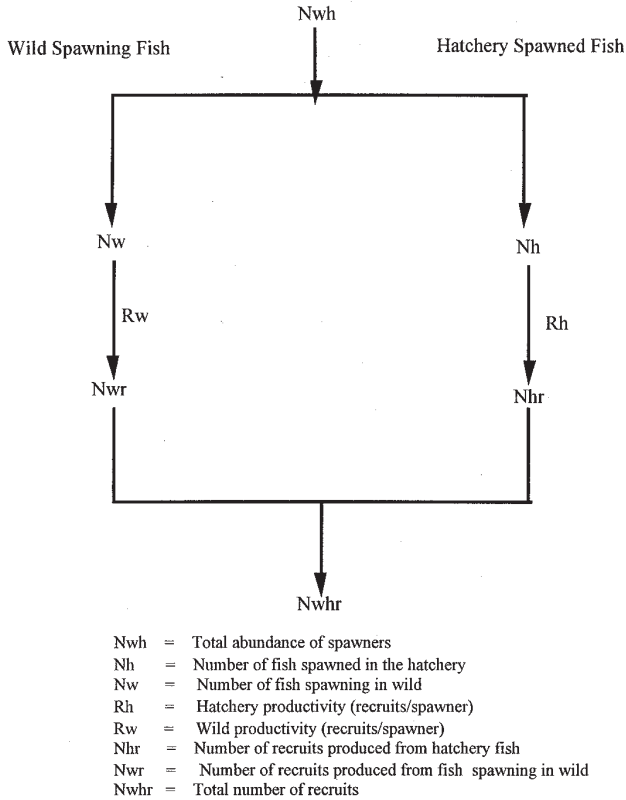 Nwh
Wild Spawning Fish
Hatchery Spawned Fish
Nw
Nh
Rw
Rh
Nwr
Nhr
Nwhr
Nwh = Total abundance of spawners
Nh = Number of fish spawned in the hatchery
Nw = Number of fish spawning in wild
Rh = Hatchery productivity (recruits/spawner)
Rw = Wild productivity (recruits/spawner)
Nhr = Number of recruits produced from hatchery fish
Nwr = Number of recruits produced from fish spawning in wild
Nwhr = Total number of recruits